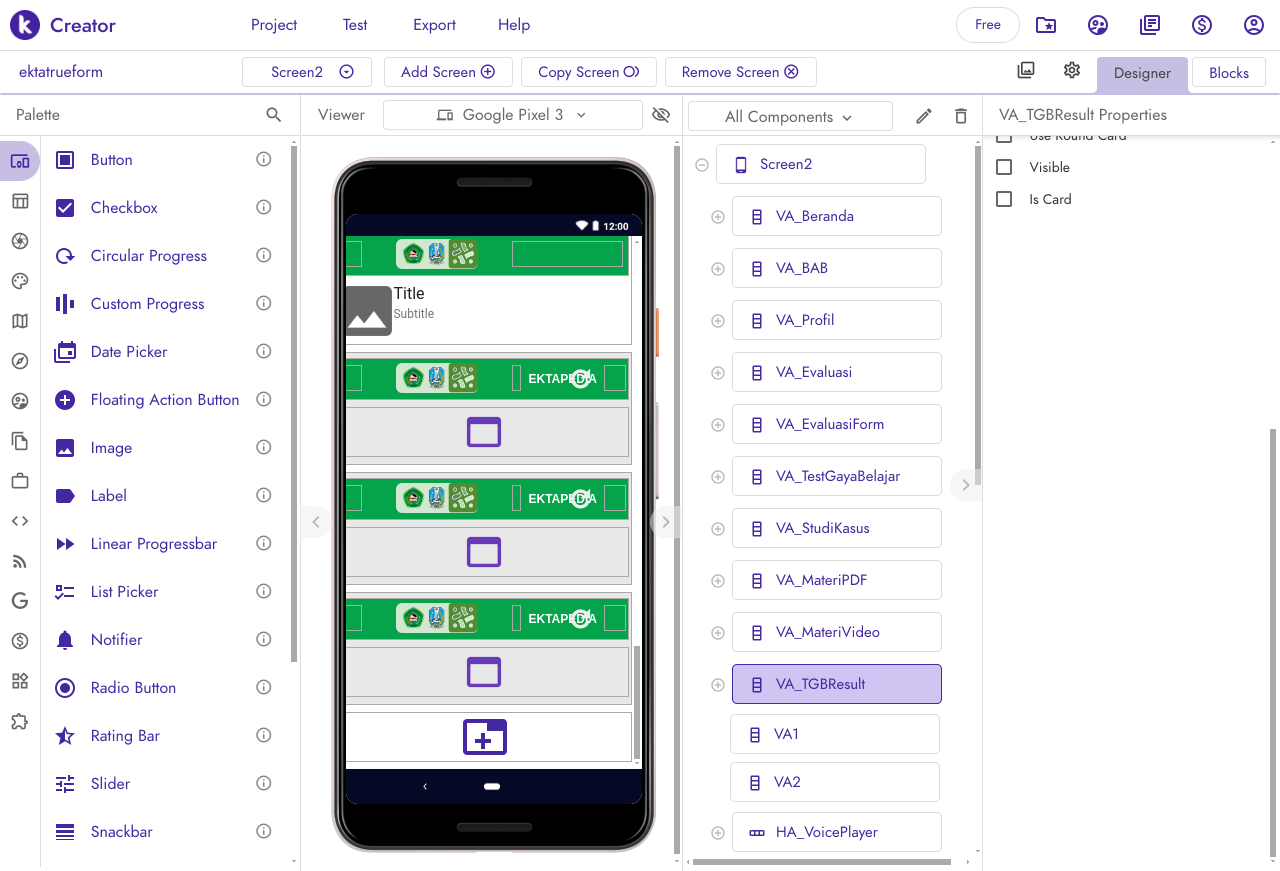 Creator
Project
Test
Export
Help
Free
ektatrueform
Screen2
Add Screen
Copy Screen
Remove Screen
Designer
Blocks
Palette
Viewer
Google Pixel 3
All Components
VA_TGBResult Properties
Button
Checkbox
Circular Progress
Custom Progress
Date Picker
Floating Action Button
Image
Label
Linear Progressbar
List Picker
Notifier
Radio Button
Rating Bar
Slider
Snackbar
12:00
Title
Subtitle
EKTAPEDIA
EKTAPEDIA
EKTAPEDIA
Screen2
VA_Beranda
VA_BAB
VA_Profil
VA_Evaluasi
VA_EvaluasiForm
VA_TestGayaBelajar
VA_StudiKasus
VA_MateriPDF
VA_MateriVideo
VA_TGBResult
VA1
VA2
HA_VoicePlayer
Use Round Card
Visible
Is Card